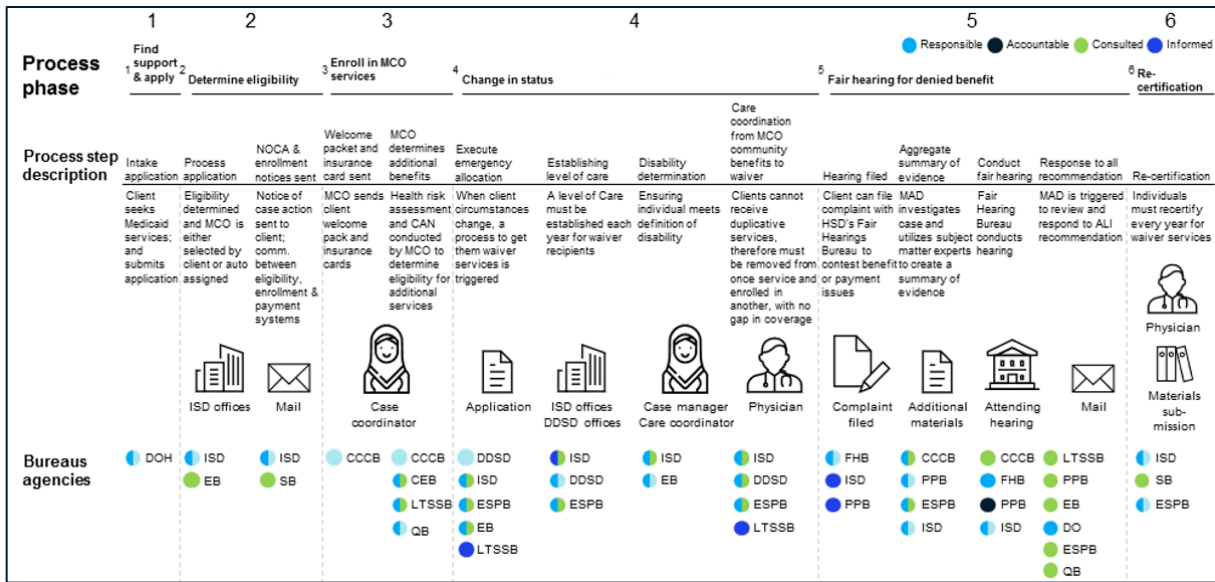 1 2 3 4 5 6
Responsible Accountable Consulted Informed
Process
phase
1 Find
support
& apply
2 Determine eligibility
3 Enroll in MCO
services
4 Change in status
5 Fair hearing for denied benefit
6 Re-
certification
Process step
description
Intake
application
Process
application
NOCA &
enrollment
notices sent
Welcome
packet and
insurance
card sent
MCO
determines
additional
benefits
Execute
emergency
allocation
Establishing
level of care
Disability
determination
Care
coordination
from MCO
community
benefits to
waiver
Hearing filed
Aggregate
summary of
evidence
Conduct
fair hearing
Response to all
recommendation
Re-certification
Client
seeks
Medicaid
services;
and
submits
application
Eligibility
determined
and MCO is
either
selected by
client or auto
assigned
Notice of
case action
sent to
client;
comm.
between
eligibility,
enrollment &
payment
systems
MCO sends
client
welcome
pack and
insurance
cards
Health risk
assessment
and CAN
conducted
by MCO to
determine
eligibility for
additional
services
When client
circumstances
change, a
process to get
them waiver
services is
triggered
A level of Care
must be
established each
year for waiver
recipients
Ensuring
individual meets
definition of
disability
Clients cannot
receive
duplicative
services,
therefore must
be removed from
once service and
enrolled in
another, with no
gap in coverage
Client can file
complaint with
HSD's Fair
Hearings
Bureau to
contest benefit
or payment
issues
MAD
investigates
case and
utilizes subject
matter experts
to create a
summary of
evidence
Fair
Hearing
Bureau
conducts
hearing
MAD is triggered
to review and
respond to ALI
recommendation
Individuals
must recertify
every year for
waiver services
ISD offices
Mail
Case
coordinator
Application
ISD offices
DDSD offices
Case manager
Care coordinator
Physician
Complaint
filed
Additional
materials
Attending
hearing
Mail
Physician
Materials
sub-
mission
Bureaus
agencies
DOH
ISD
EB
ISD
SB
CCCB
CCCB
CEB
LTSSB
QB
DDSD
ISD
ESPB
EB
LTSSB
ISD
DDSD
ESPB
ISD
EB
ISD
DDSD
ESPB
LTSSB
FHB
ISD
PPB
CCCB
PPB
ESPB
ISD
CCCB
FHB
PPB
ISD
LTSSB
PPB
EB
DO
ESPB
QB
ISD
SB
ESPB